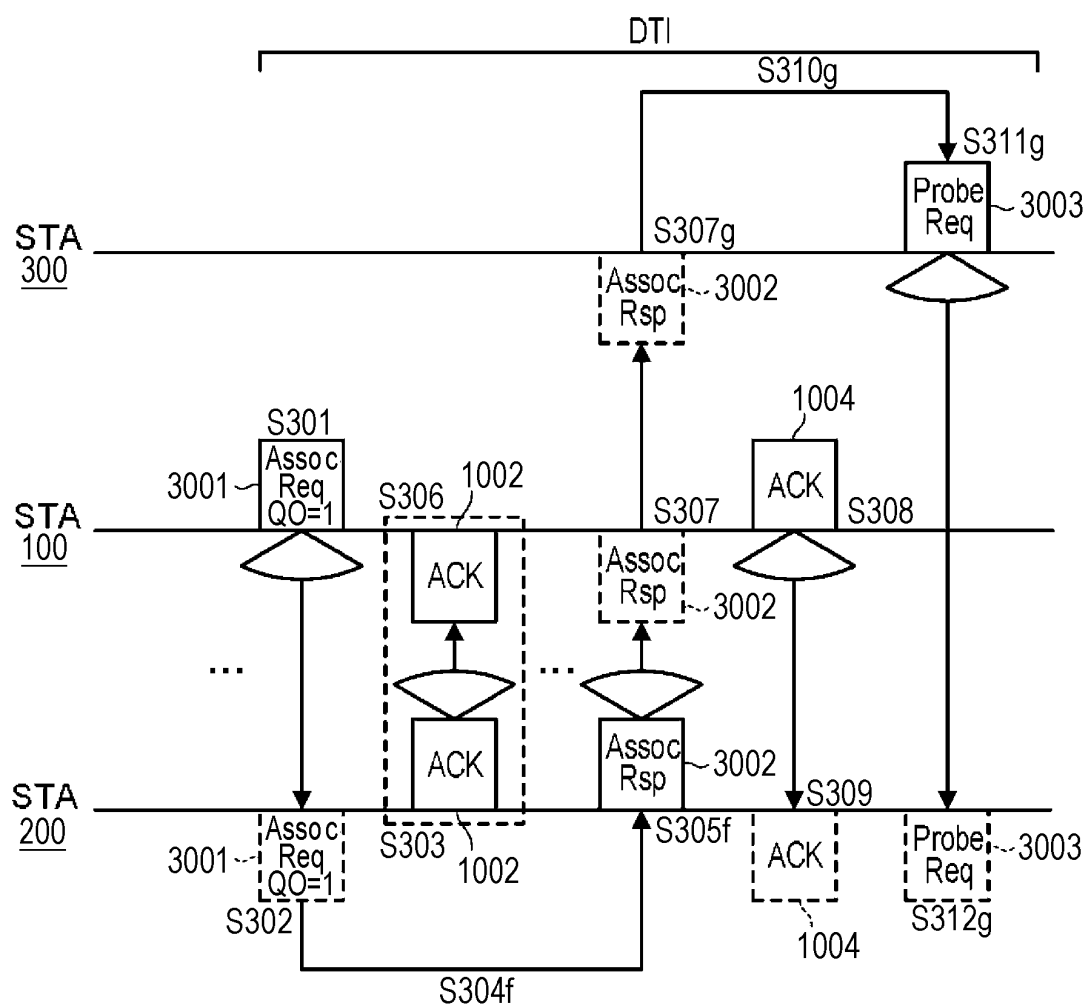 DTI
S310g
S311g
Probe
Req
3003
STA
300
S307g
Assoc
Rsp
3002
S301
3001
Assoc
Req
QO=1
S306
1002
1004
STA
100
ACK
S307
Assoc
Rsp
3002
ACK
S308
...
...
STA
200
ACK
Assoc
Rsp
3002
S309
3001
Assoc
Req
QO=1
S302
S303
1002
S305f
ACK
1004
Probe
Req
3003
S312g
S304f